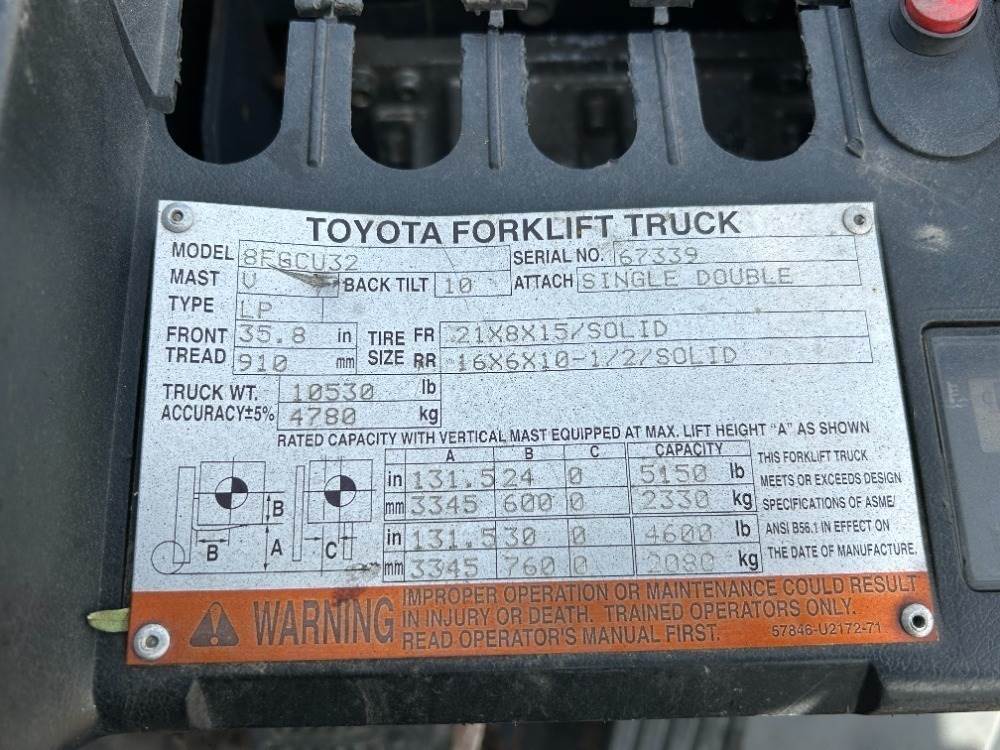 TOYOTA FORKLIFT TRUCK
MODEL 8FGCU32 SERIAL NO. 67339
MAST V BACK TILT 10 ATTACH SINGLE DOUBLE
TYPE LP
FRONT TREAD 35.8 in TIRE SIZE FR 21X8X15/SOLID
910 mm RR 16X6X10-1/2/SOLID
TRUCK WT. 10530 lb
ACCURACY±5% 4780 kg
RATED CAPACITY WITH VERTICAL MAST EQUIPPED AT MAX. LIFT HEIGHT "A" AS SHOWN
A B C CAPACITY
in 131.5 24 0 5150 lb
mm 3345 600 0 2330 kg
in 131.5 30 0 4600 lb
mm 3345 760 0 2080 kg
B
B A C
THIS FORKLIFT TRUCK
MEETS OR EXCEEDS DESIGN
SPECIFICATIONS OF ASME/
ANSI B56.1 IN EFFECT ON
THE DATE OF MANUFACTURE.
WARNING
IMPROPER OPERATION OR MAINTENANCE COULD RESULT
IN INJURY OR DEATH. TRAINED OPERATORS ONLY.
READ OPERATOR'S MANUAL FIRST. 57846-U2172-71